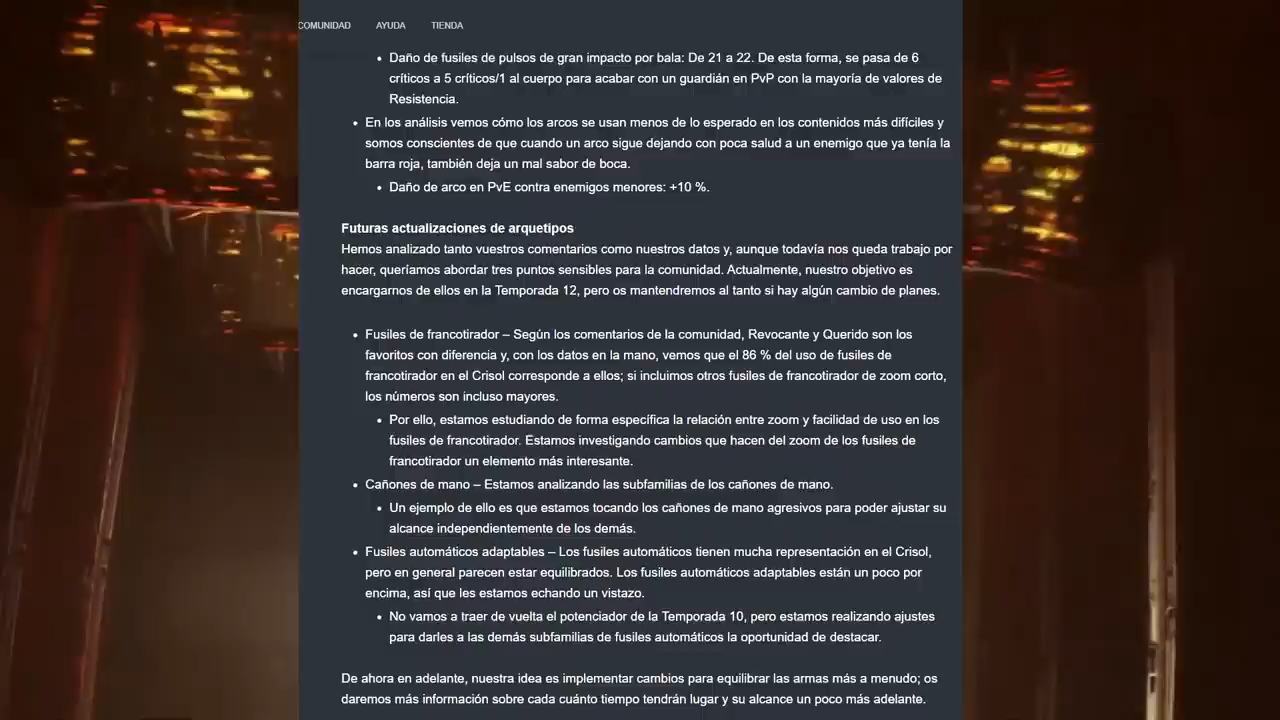 COMUNIDAD AYUDA TIENDA
• Daño de fusiles de pulsos de gran impacto por bala: De 21 a 22. De esta forma, se pasa de 6
críticos a 5 críticos/1 al cuerpo para acabar con un guardián en PvP con la mayoría de valores de
Resistencia.
• En los análisis vemos cómo los arcos se usan menos de lo esperado en los contenidos más difíciles y
somos conscientes de que cuando un arco sigue dejando con poca salud a un enemigo que ya tenía la
barra roja, también deja un mal sabor de boca.
• Daño de arco en PvE contra enemigos menores: +10 %.
Futuras actualizaciones de arquetipos
Hemos analizado tanto vuestros comentarios como nuestros datos y, aunque todavía nos queda trabajo por
hacer, queríamos abordar tres puntos sensibles para la comunidad. Actualmente, nuestro objetivo es
encargarnos de ellos en la Temporada 12, pero os mantendremos al tanto si hay algún cambio de planes.
• Fusiles de francotirador – Según los comentarios de la comunidad, Revocante y Querido son los
favoritos con diferencia y, con los datos en la mano, vemos que el 86 % del uso de fusiles de
francotirador en el Crisol corresponde a ellos; si incluimos otros fusiles de francotirador de zoom corto,
los números son incluso mayores.
• Por ello, estamos estudiando de forma específica la relación entre zoom y facilidad de uso en los
fusiles de francotirador. Estamos investigando cambios que hacen del zoom de los fusiles de
francotirador un elemento más interesante.
• Cañones de mano – Estamos analizando las subfamilias de los cañones de mano.
• Un ejemplo de ello es que estamos tocando los cañones de mano agresivos para poder ajustar su
alcance independientemente de los demás.
• Fusiles automáticos adaptables – Los fusiles automáticos tienen mucha representación en el Crisol,
pero en general parecen estar equilibrados. Los fusiles automáticos adaptables están un poco por
encima, así que les estamos echando un vistazo.
• No vamos a traer de vuelta el potenciador de la Temporada 10, pero estamos realizando ajustes
para darles a las demás subfamilias de fusiles automáticos la oportunidad de destacar.
De ahora en adelante, nuestra idea es implementar cambios para equilibrar las armas más a menudo; os
daremos más información sobre cada cuánto tiempo tendrán lugar y su alcance un poco más adelante.